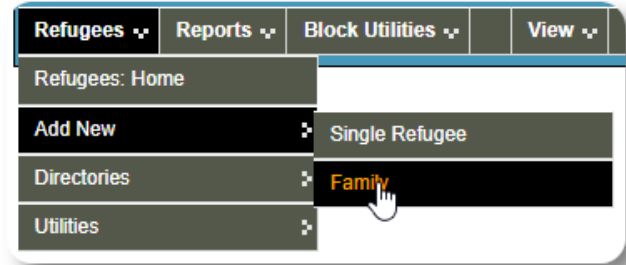 Refugees Reports Block Utilities View
Refugees: Home
Add New Single Refugee
Directories Family
Utilities